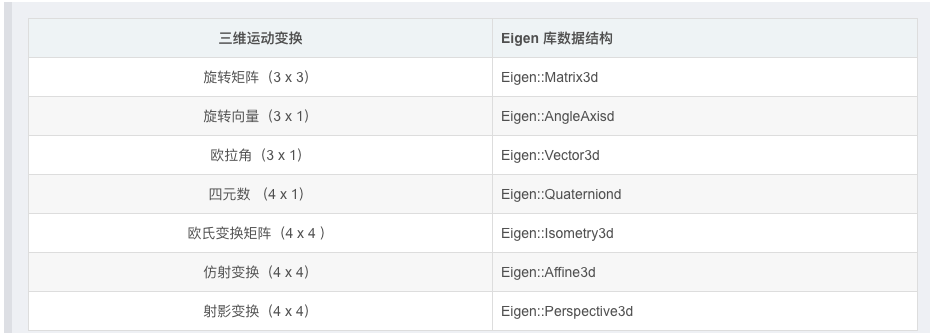 三维运动变换 Eigen 库数据结构
旋转矩阵（3 x 3） Eigen::Matrix3d
旋转向量（3 x 1） Eigen::AngleAxisd
欧拉角（3 x 1） Eigen::Vector3d
四元数 （4 x 1） Eigen::Quaterniond
欧氏变换矩阵（4 x 4 ） Eigen::Isometry3d
仿射变换（4 x 4） Eigen::Affine3d
射影变换（4 x 4） Eigen::Perspective3d